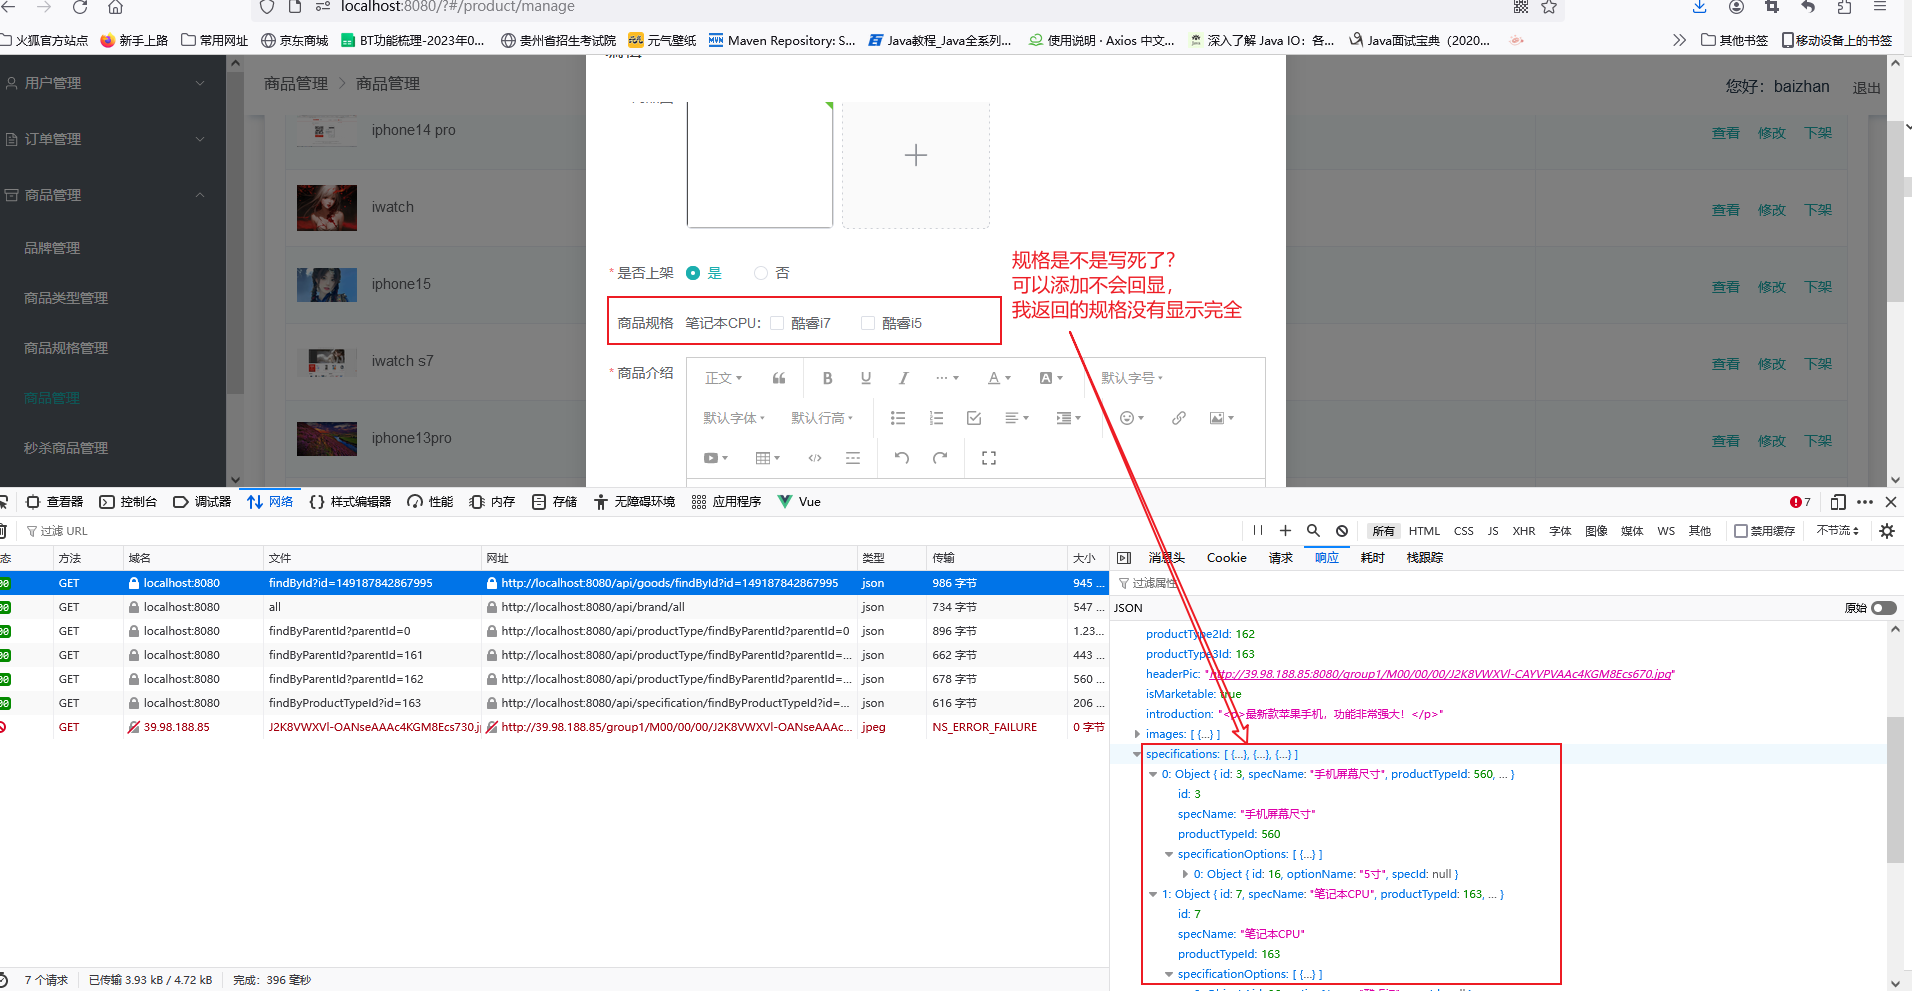 localhost:8080/?#/product/manage
火狐官方站点 新手上路 常用网址 京东商城 BT功能梳理-2023年0... 贵州省招生考试院 元气壁纸 Maven Repository: S... Java教程_Java全系列... 使用说明 · Axios 中文... 深入了解 Java IO：各... Java面试宝典（2020... 其他书签 移动设备上的书签
用户管理
订单管理
商品管理
品牌管理
商品类型管理
商品规格管理
商品管理
秒杀商品管理
商品管理 > 商品管理
您好：baizhan 退出
iphone14 pro 查看 修改 下架
iwatch 查看 修改 下架
iphone15 查看 修改 下架
iwatch s7 查看 修改 下架
iphone13pro 查看 修改 下架
* 是否上架 是 否
商品规格 笔记本CPU： 酷睿i7 酷睿i5
规格是不是写死了？
可以添加不会回显，
我返回的规格没有显示完全
* 商品介绍
正文 B U I ... A A 默认字号
默认字体 默认行高
查看器 控制台 调试器 网络 样式编辑器 性能 内存 存储 无障碍环境 应用程序 Vue 7
过滤 URL
所有 HTML CSS JS XHR 字体 图像 媒体 WS 其他 禁用缓存 不节流
态 方法 域名 文件 网址 类型 传输 大小
GET localhost:8080 findById?id=149187842867995 http://localhost:8080/api/goods/findById?id=149187842867995 json 986 字节 945 ...
GET localhost:8080 all http://localhost:8080/api/brand/all json 734 字节 547 ...
GET localhost:8080 findByParentId?parentId=0 http://localhost:8080/api/productType/findByParentId?parentId=0 json 896 字节 1.23...
GET localhost:8080 findByParentId?parentId=161 http://localhost:8080/api/productType/findByParentId?parentId=... json 662 字节 443 ...
GET localhost:8080 findByParentId?parentId=162 http://localhost:8080/api/productType/findByParentId?parentId=... json 678 字节 560 ...
GET localhost:8080 findByProductTypeId?id=163 http://localhost:8080/api/specification/findByProductTypeId?id=... json 616 字节 206 ...
GET 39.98.188.85 J2K8VWXVl-OANseAAAc4KGM8Ecs730.j http://39.98.188.85/group1/M00/00/00/J2K8VWXVl-OANseAAAc... jpeg NS_ERROR_FAILURE 0 字节
7 个请求 已传输 3.93 kB / 4.72 kB 完成：396 毫秒
消息头 Cookie 请求 响应 耗时 栈跟踪
过滤属性
JSON 原始
productType2Id: 162
productType3Id: 163
headerPic: "http://39.98.188.85:8080/group1/M00/00/00/J2K8VWXVl-CAYVPVAAc4KGM8Ecs670.jpg"
isMarketable: true
introduction: "<p>最新款苹果手机，功能非常强大！</p>"
images: [ {...} ]
specifications: [ {...}, {...}, {...} ]
0: Object { id: 3, specName: "手机屏幕尺寸", productTypeId: 560, ... }
id: 3
specName: "手机屏幕尺寸"
productTypeId: 560
specificationOptions: [ {...} ]
0: Object { id: 16, optionName: "5寸", specId: null }
1: Object { id: 7, specName: "笔记本CPU", productTypeId: 163, ... }
id: 7
specName: "笔记本CPU"
productTypeId: 163
specificationOptions: [ {...} ]